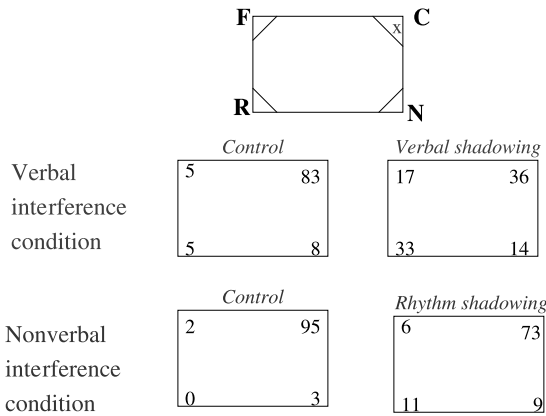 F C
x
R N
Control Verbal shadowing
Verbal
interference
condition
5 83 17 36
5 8 33 14
Control Rhythm shadowing
Nonverbal
interference
condition
2 95 6 73
0 3 11 9